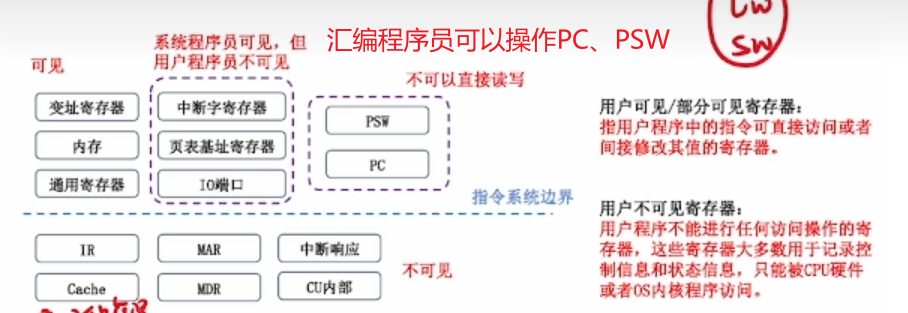 系统程序员可见，但
用户程序员不可见
汇编程序员可以操作PC、PSW
LW
SW
可见
不可以直接读写
变址寄存器
中断字寄存器
PSW
内存
页表基址寄存器
PC
通用寄存器
IO端口
指令系统边界
IR
MAR
中断响应
不可见
Cache
MDR
CU内部
用户可见/部分可见寄存器：
指用户程序中的指令可直接访问或者
间接修改其值的寄存器。
用户不可见寄存器：
用户程序不能进行任何访问操作的寄
存器，这些寄存器大多数用于记录控
制信息和状态信息，只能被CPU硬件
或者OS内核程序访问。